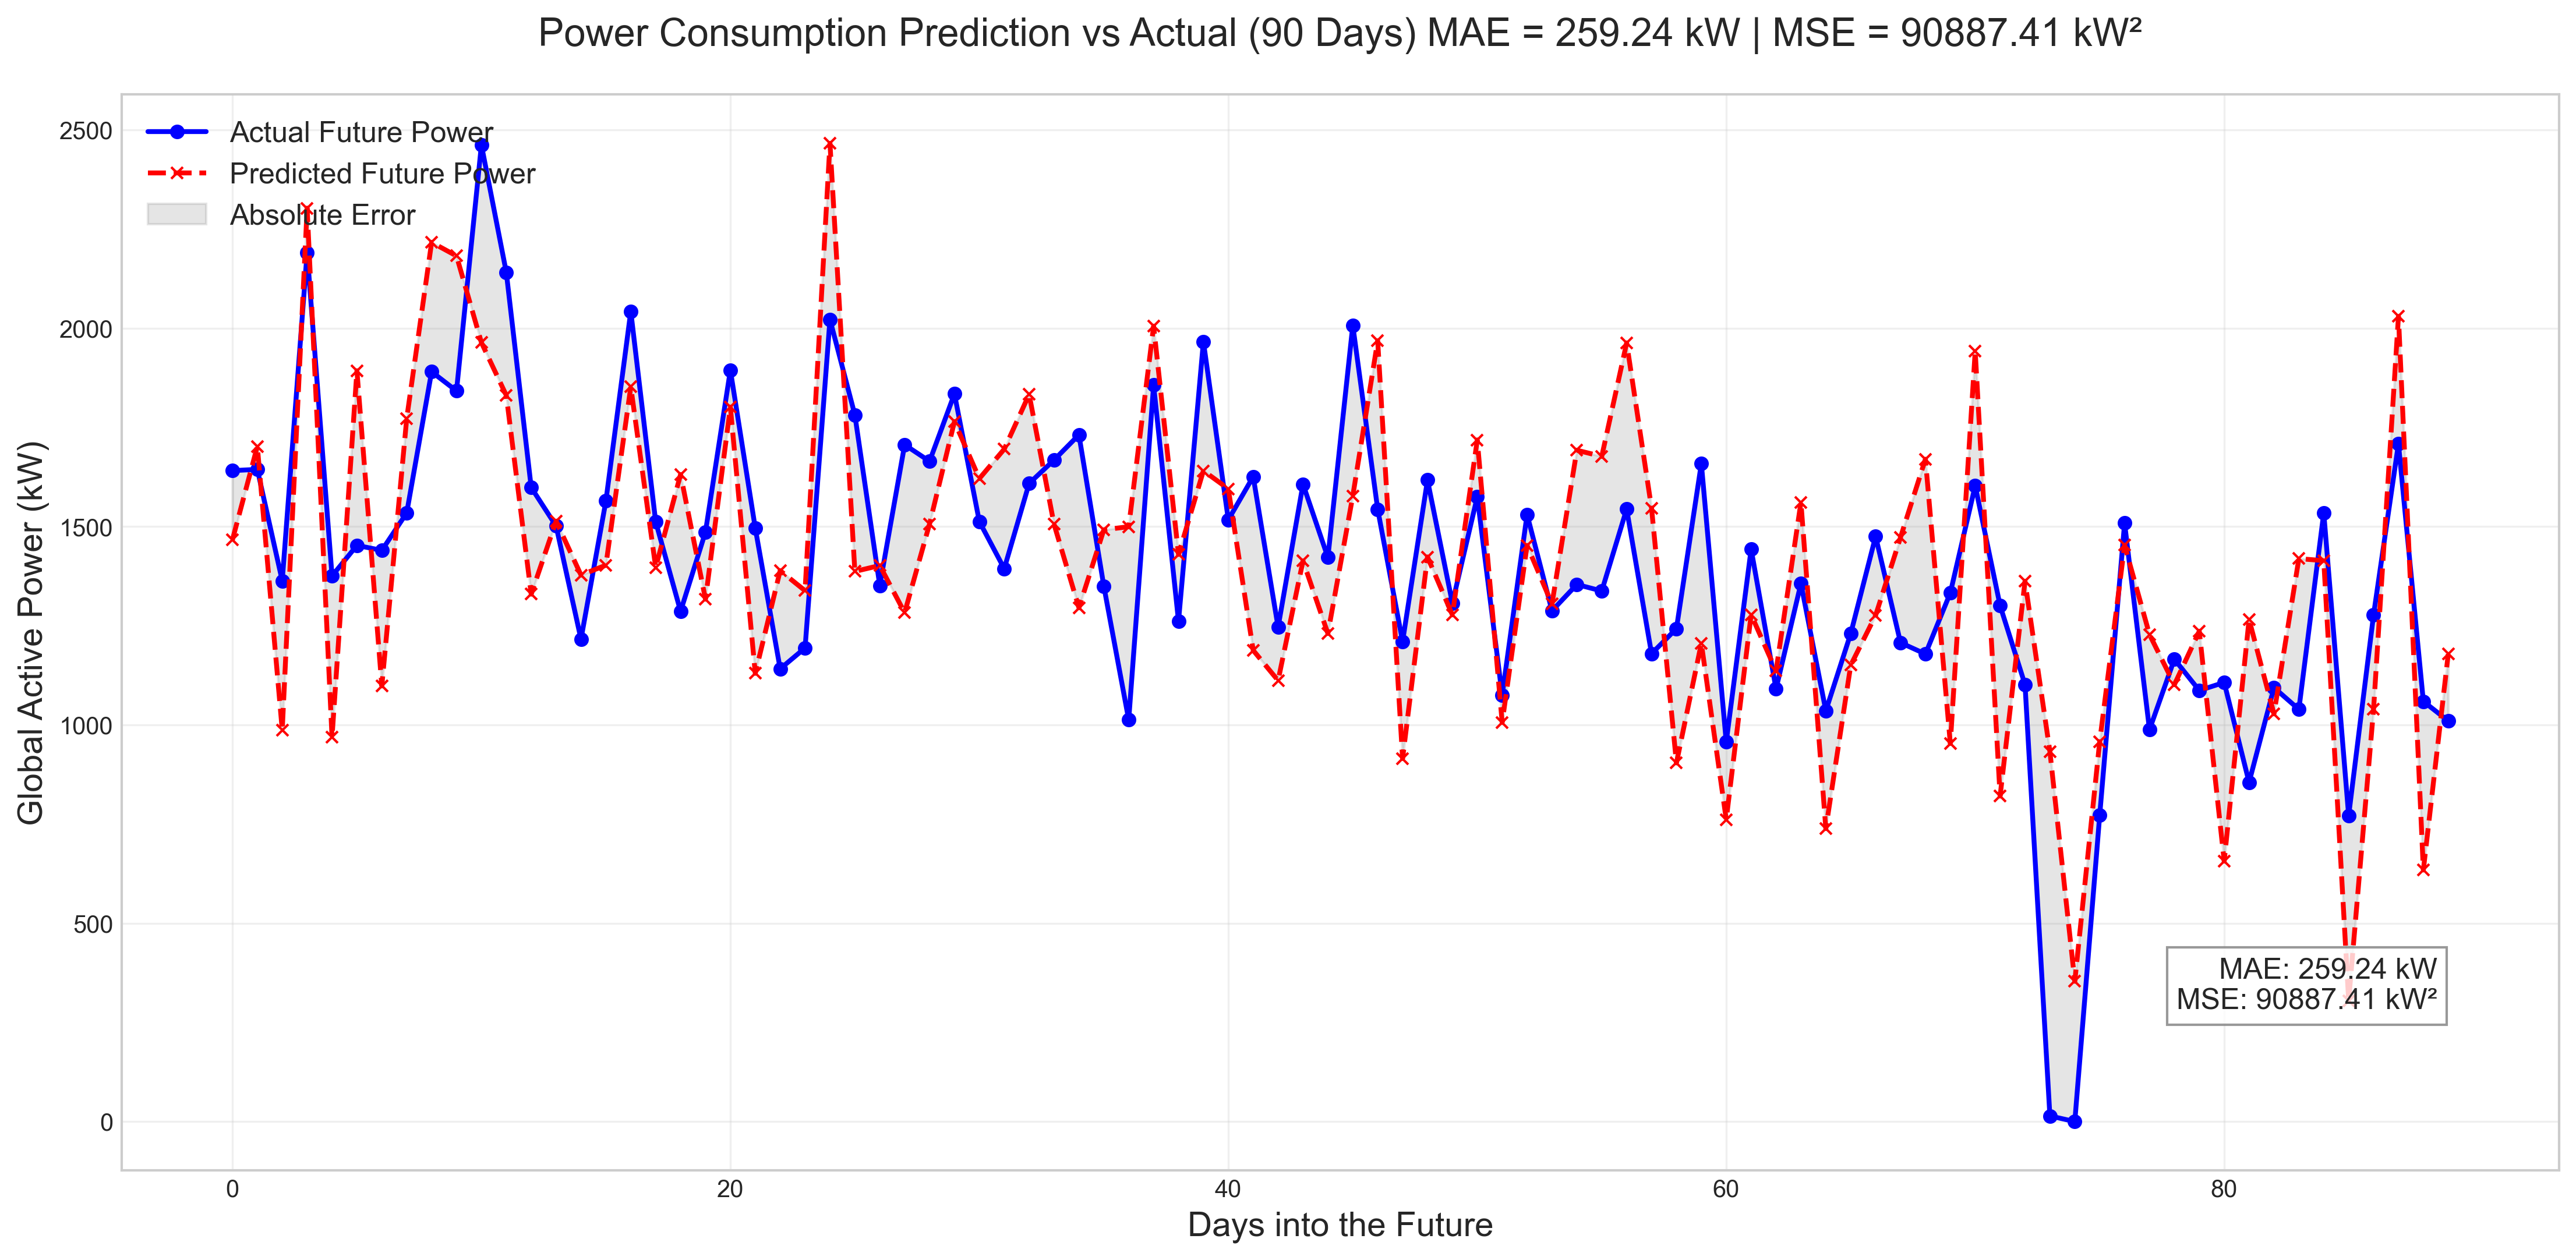 Power Consumption Prediction vs Actual (90 Days) MAE = 259.24 kW | MSE = 90887.41 kW²
Actual Future Power
Predicted Future Power
Absolute Error
Global Active Power (kW)
2500
2000
1500
1000
500
0
MAE: 259.24 kW
MSE: 90887.41 kW²
0
20
40
60
80
Days into the Future